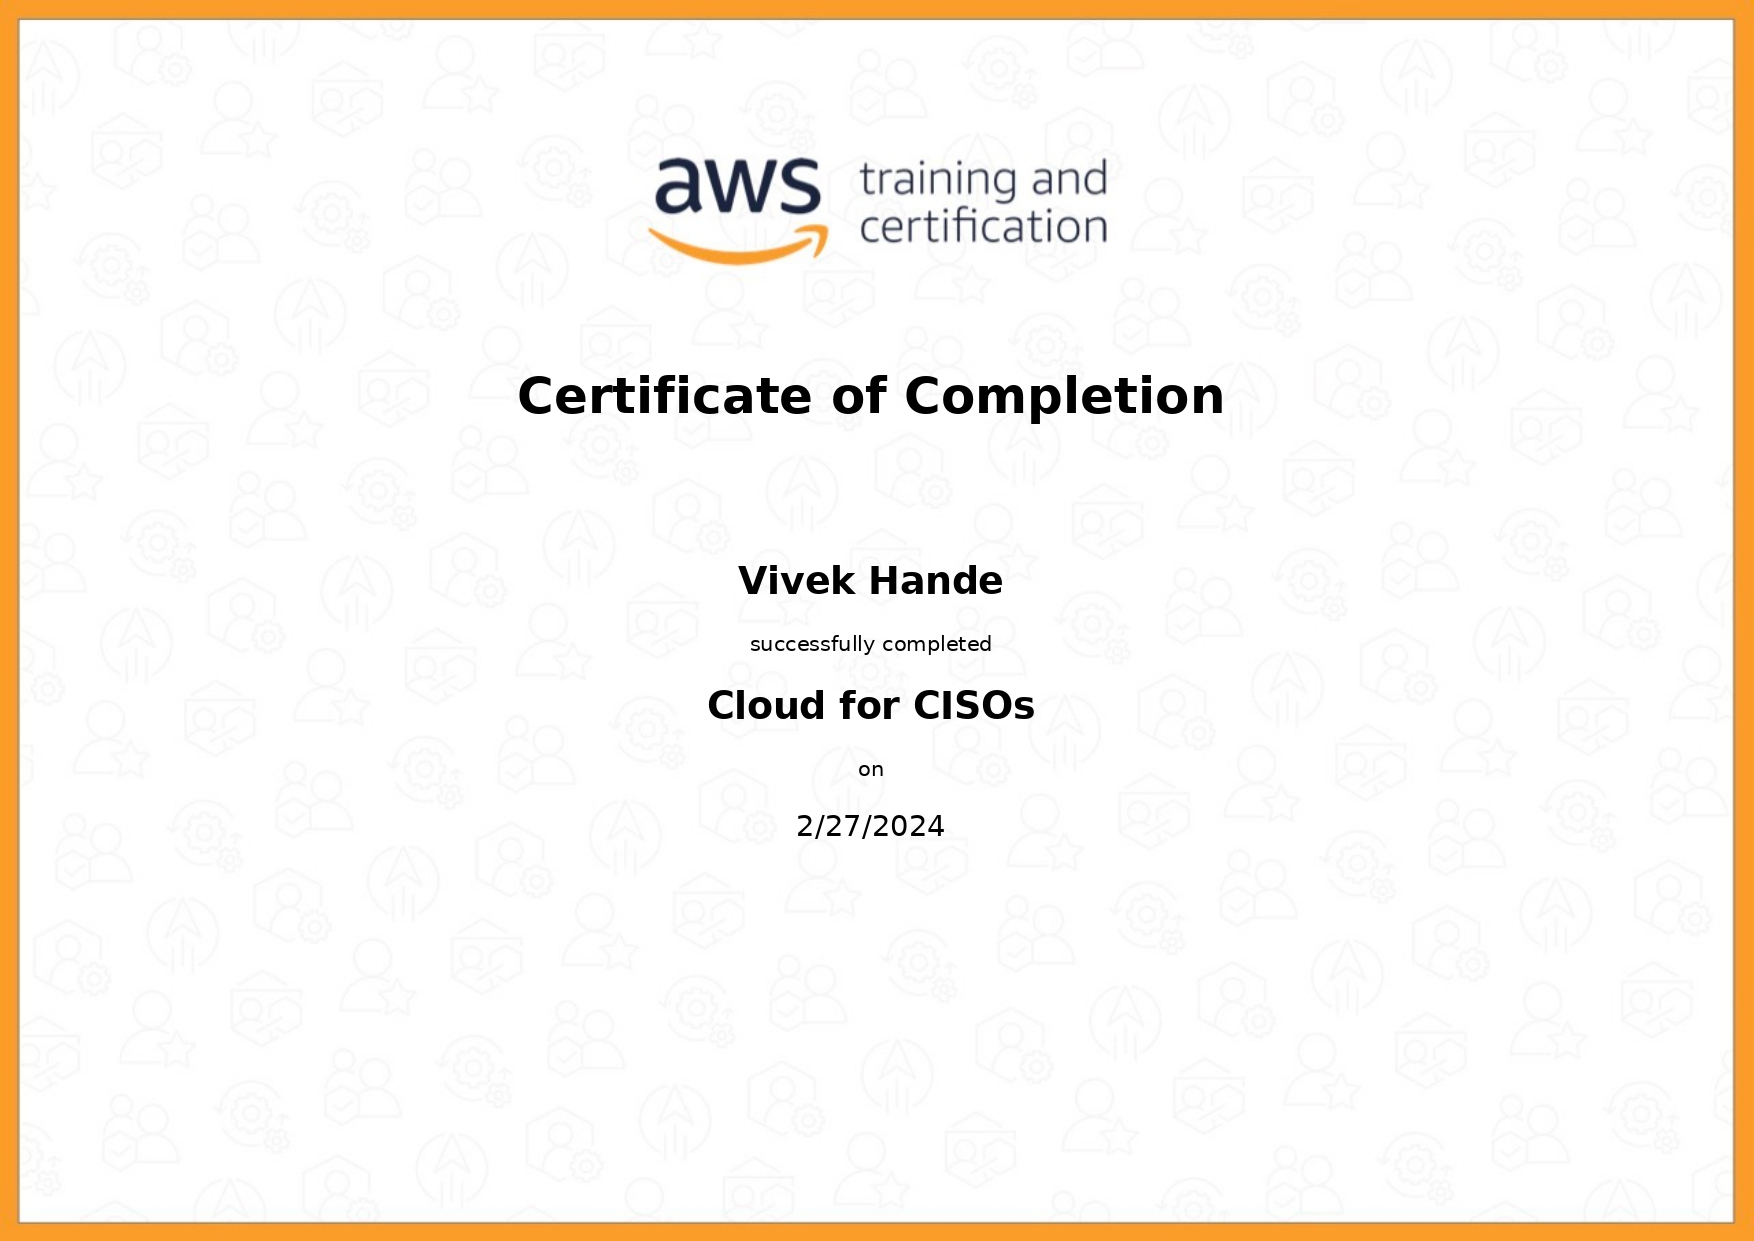 aws training and
certification
Certificate of Completion
Vivek Hande
successfully completed
Cloud for CISOs
on
2/27/2024